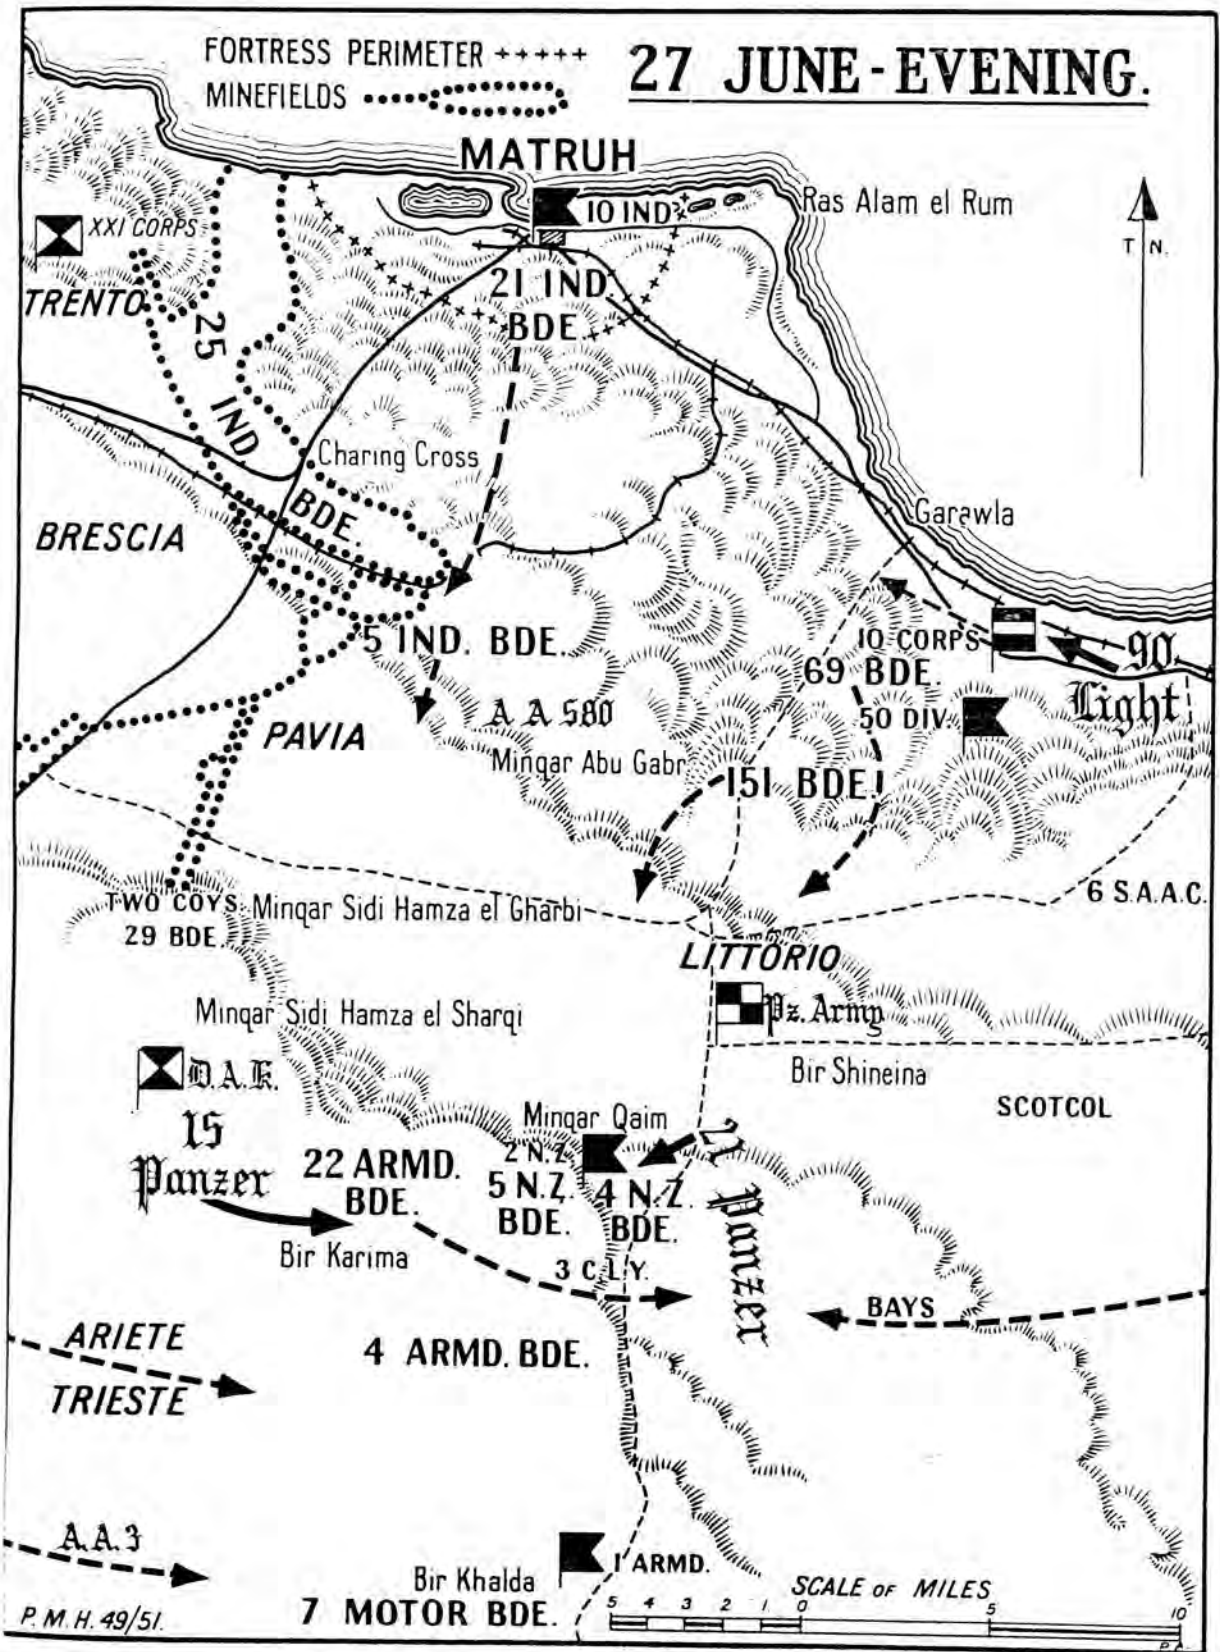 FORTRESS PERIMETER
27 JUNE-EVENING.
MINEFIELDS
MATRUH
10 IND
Ras Alam el Rum
XXI CORPS
T N.
TRENTO
21 IND
BDE.
25
IND
BDE.
Charing Cross
Garawla
BRESCIA
5 IND. BDE.
10 CORPS
90
Light
69
BDE.
50 DIV.
A A 580
PAVIA
Minqar Abu Gabr
151 BDE.
TWO COYS.
29 BDE.
Minqar Sidi Hamza el Gharbi
6 S.A.A.C.
LITTORIO
Pz. Army
Minqar Sidi Hamza el Sharqi
Bir Shineina
D.A.K.
SCOTCOL
15
Panzer
Minqar Qaim
2 N.Z.
21
Panzer
22 ARMD.
BDE.
5 N.Z.
BDE.
4 N.Z.
BDE.
Bir Karima
3 C.L.Y.
BAYS
ARIETE
TRIESTE
4 ARMD. BDE.
A.A.3
1 ARMD.
Bir Khalda
7 MOTOR BDE.
SCALE OF MILES
5 4 3 2 1 0 5 10
P.M.H. 49/51.